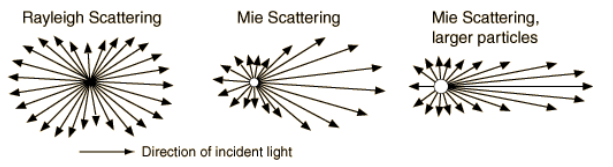 Rayleigh Scattering
Mie Scattering
Mie Scattering,
larger particles
Direction of incident light